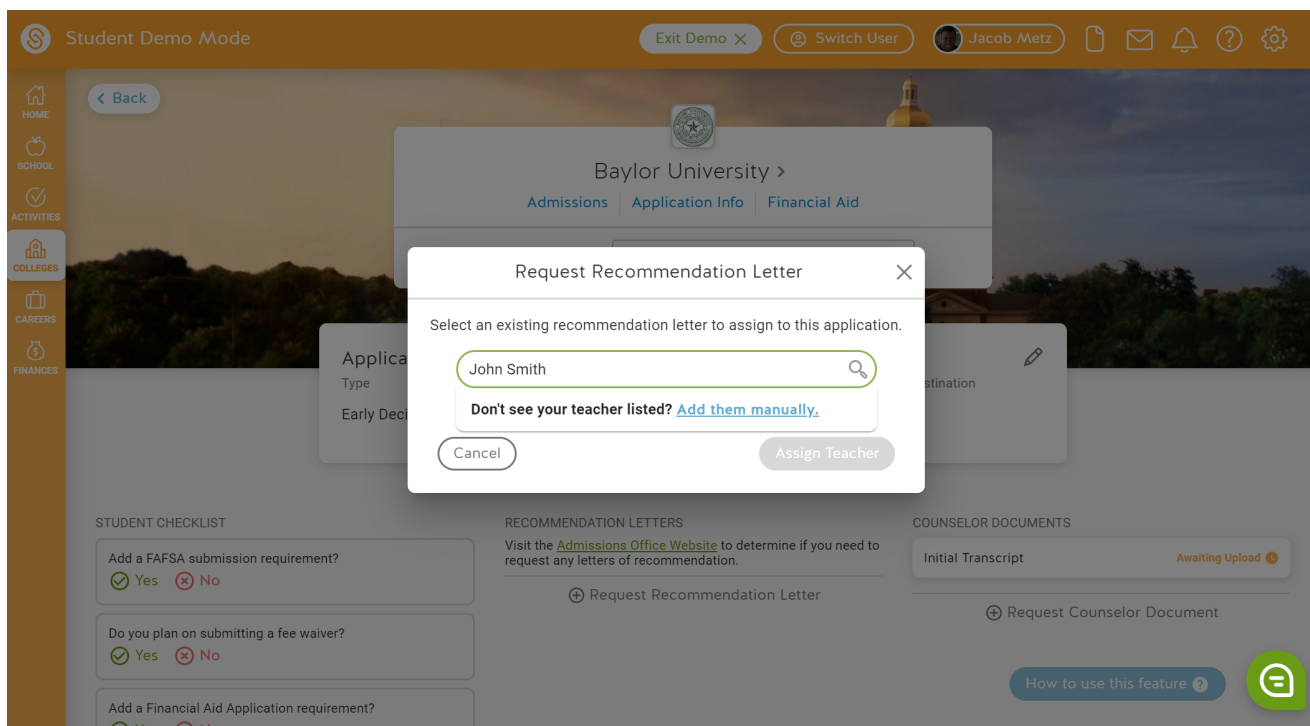 Student Demo Mode
Exit Demo X
Switch User
Jacob Metz
HOME
SCHOOL
ACTIVITIES
COLLEGES
CAREERS
FINANCES
< Back
Baylor University >
Admissions
Application Info
Financial Aid
Request Recommendation Letter
Select an existing recommendation letter to assign to this application.
John Smith
Don't see your teacher listed? Add them manually.
Cancel
Assign Teacher
Applica
Type
Early Deci
stination
STUDENT CHECKLIST
Add a FAFSA submission requirement?
Yes
No
Do you plan on submitting a fee waiver?
Yes
No
Add a Financial Aid Application requirement?
RECOMMENDATION LETTERS
Visit the Admissions Office Website to determine if you need to
request any letters of recommendation.
Request Recommendation Letter
COUNSELOR DOCUMENTS
Initial Transcript
Awaiting Upload
Request Counselor Document
How to use this feature ?